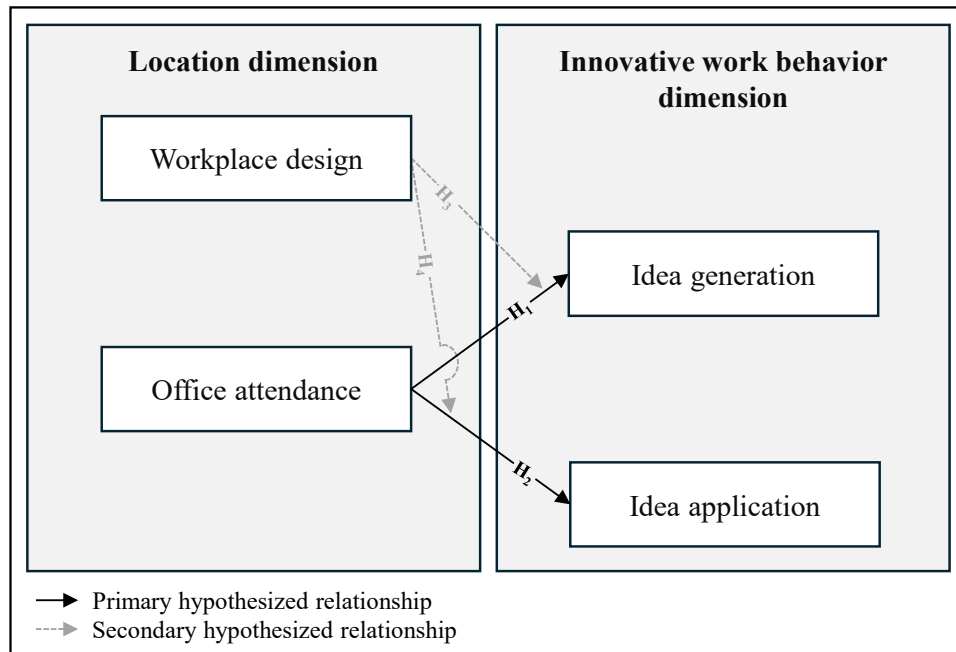 Location dimension
Innovative work behavior
dimension
Workplace design
H3
H4
Idea generation
H1
Office attendance
H2
Idea application
Primary hypothesized relationship
Secondary hypothesized relationship